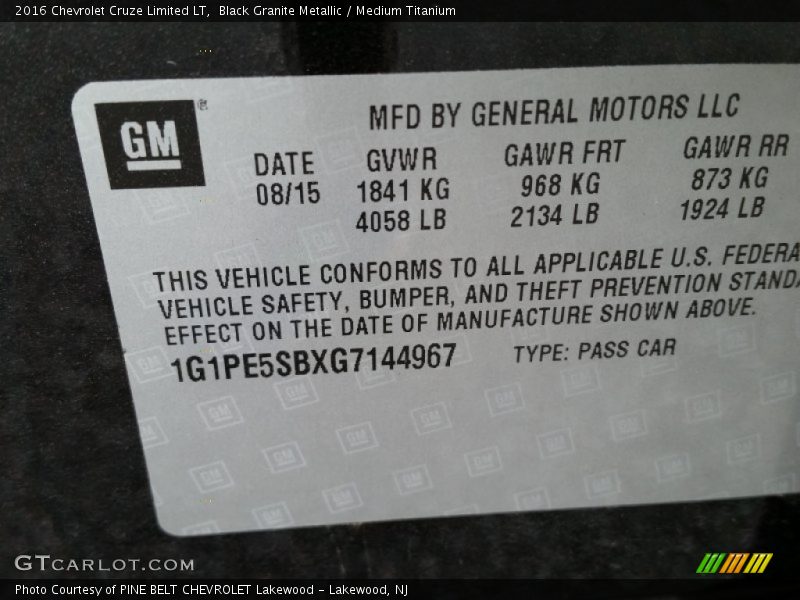 2016 Chevrolet Cruze Limited LT, Black Granite Metallic / Medium Titanium
GM ®
MFD BY GENERAL MOTORS LLC
DATE GVWR GAWR FRT GAWR RR
08/15 1841 KG 968 KG 873 KG
4058 LB 2134 LB 1924 LB
THIS VEHICLE CONFORMS TO ALL APPLICABLE U.S. FEDERA
VEHICLE SAFETY, BUMPER, AND THEFT PREVENTION STANDA
EFFECT ON THE DATE OF MANUFACTURE SHOWN ABOVE.
1G1PE5SBXG7144967 TYPE: PASS CAR
GTCARLOT.COM
Photo Courtesy of PINE BELT CHEVROLET Lakewood - Lakewood, NJ